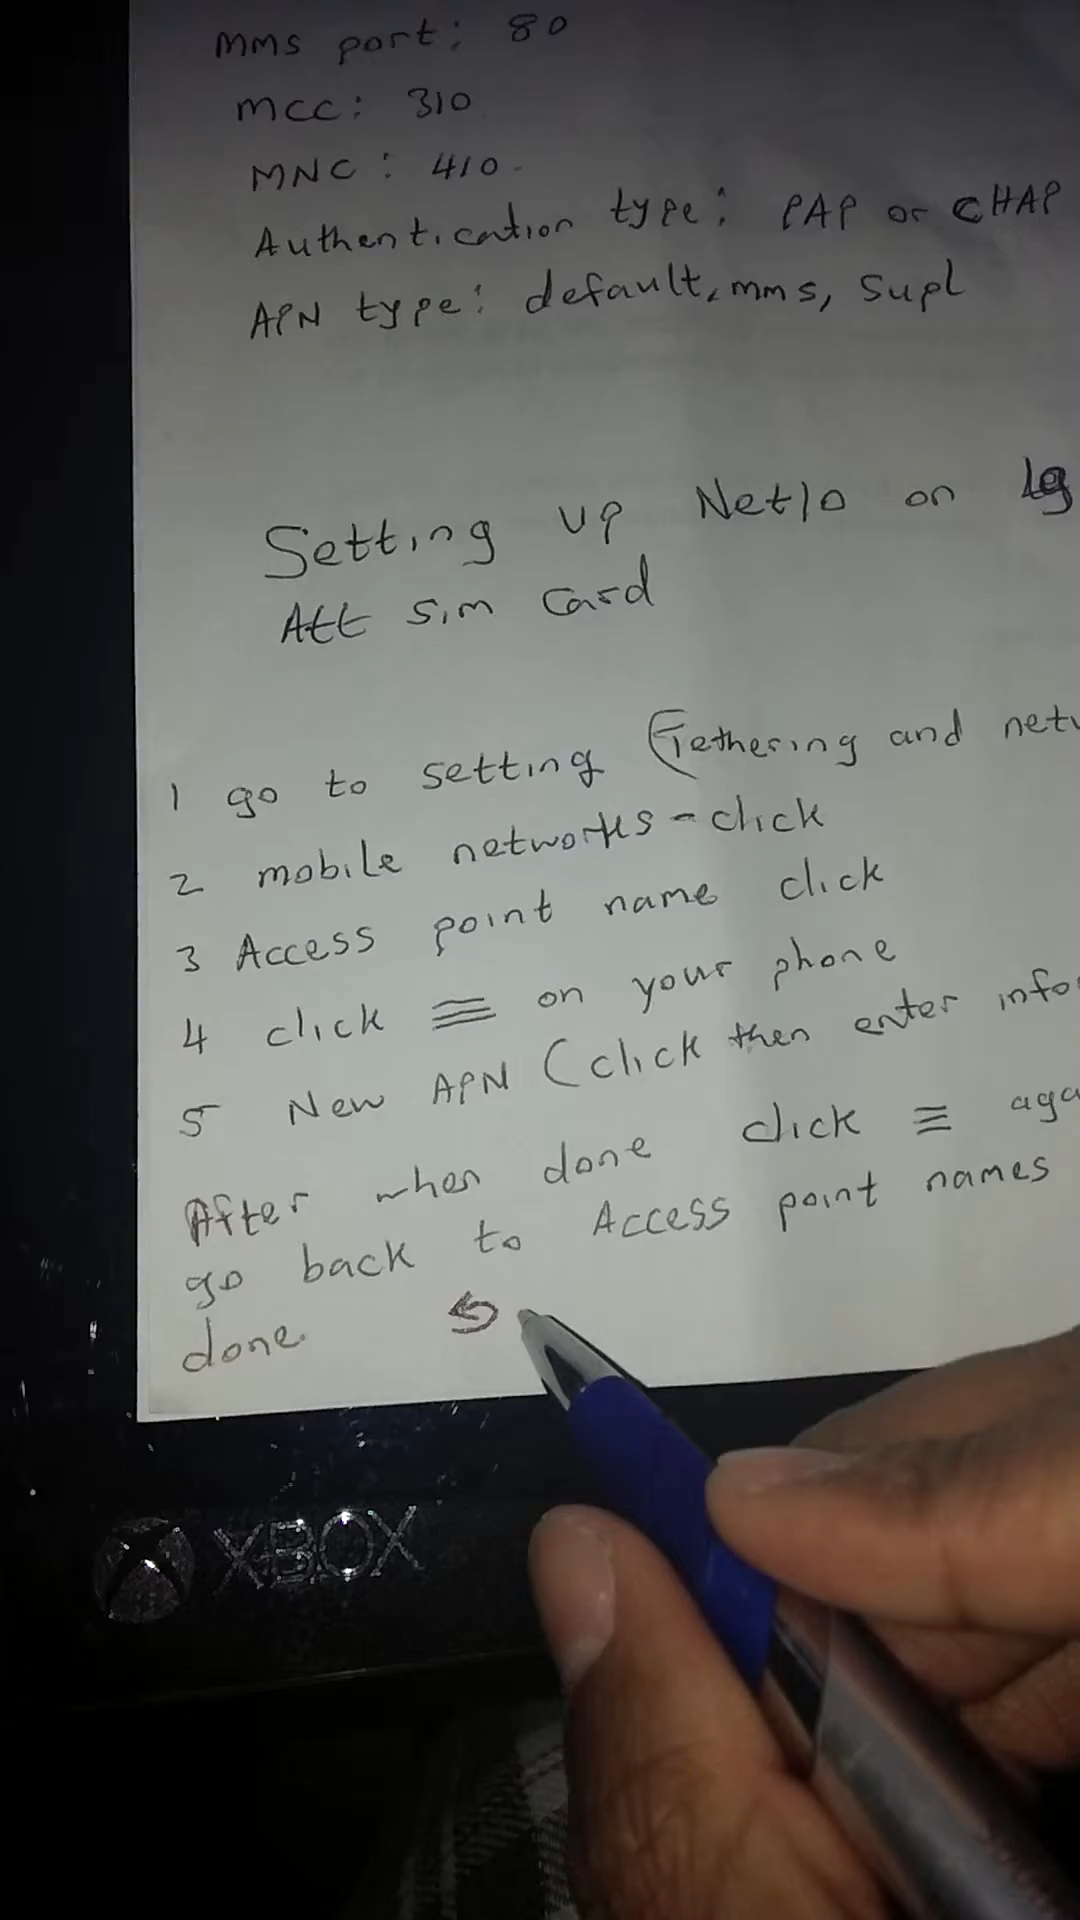 mms port: 80
MCC: 310
MNC: 410.
Authentication type: PAP or CHAP
APN type: default, mms, supl
Setting up Net10 on lg
Att sim card
1 go to setting (Tethering and netw
2 mobile networks - click
3 Access point name click
4 click ≡ on your phone
5 New APN (click then enter info
After when done click ≡ aga
go back to Access point names
done.
XBOX